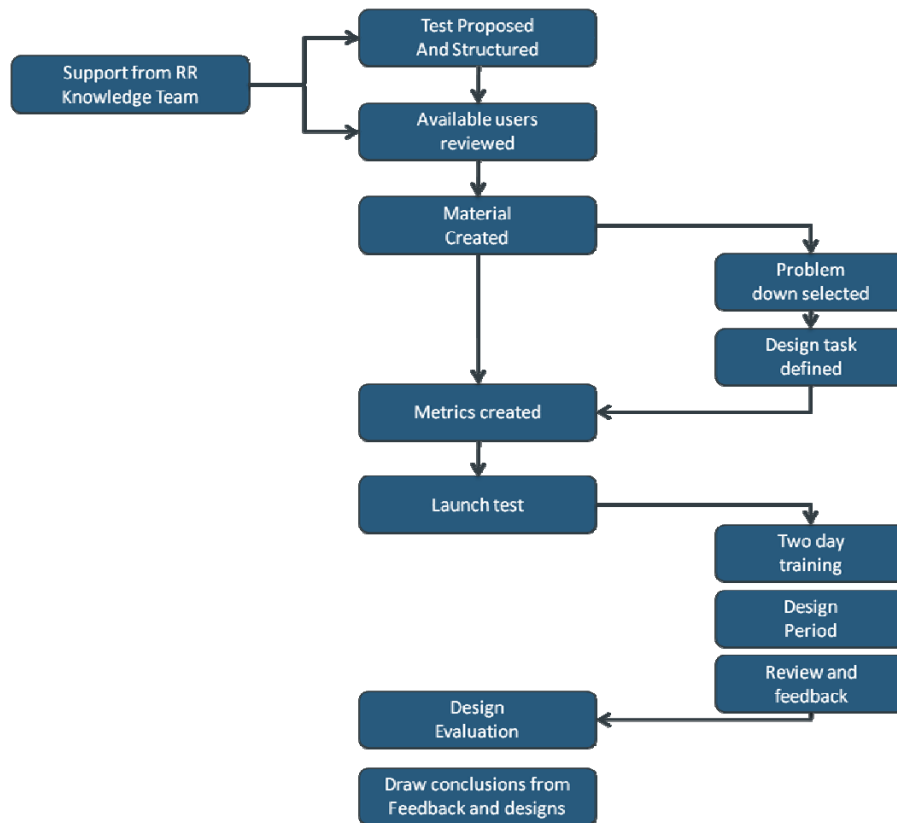 Test Proposed
And Structured
Support from RR
Knowledge Team
Available users
reviewed
Material
Created
Problem
down selected
Design task
defined
Metrics created
Launch test
Two day
training
Design
Period
Review and
feedback
Design
Evaluation
Draw conclusions from
Feedback and designs